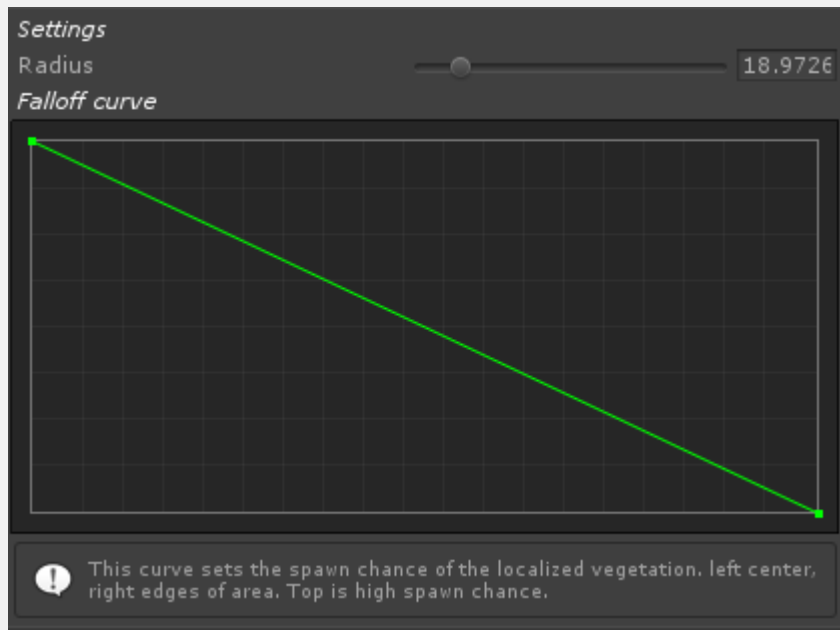 Settings
Radius 18.9726
Falloff curve
This curve sets the spawn chance of the localized vegetation. left center,
right edges of area. Top is high spawn chance.